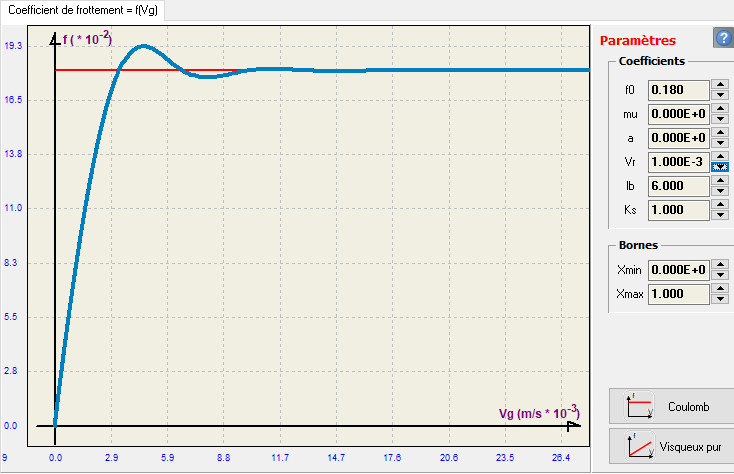 Coefficient de frottement = f(Vg)
f ( * 10^-2)
19.3
16.5
13.8
11.0
8.3
5.5
2.8
0.0
Vg (m/s * 10^-3)
9 0.0 2.9 5.9 8.8 11.7 14.7 17.6 20.6 23.5 26.4
Paramètres ?
Coefficients
f0 0.180
mu 0.000E+0
a 0.000E+0
Vr 1.000E-3
lb 6.000
Ks 1.000
Bornes
Xmin 0.000E+0
Xmax 1.000
f V Coulomb
f V Visqueux pur